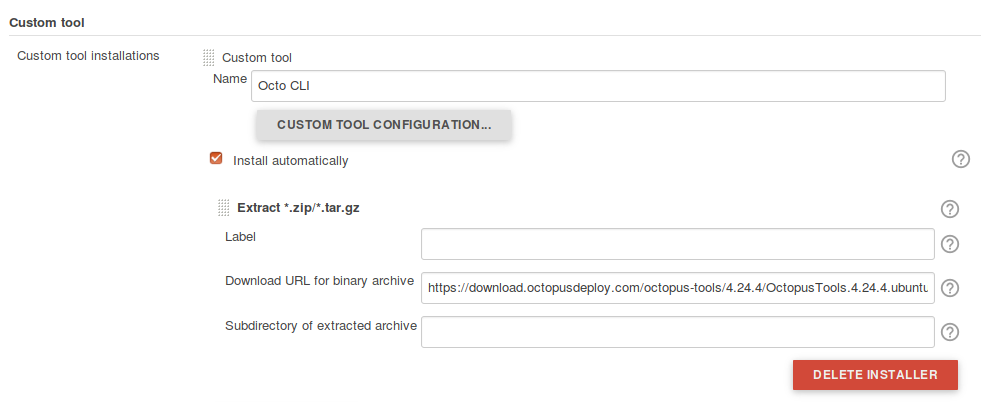 Custom tool
Custom tool installations
Custom tool
Name
Octo CLI
CUSTOM TOOL CONFIGURATION...
Install automatically
?
Extract *.zip/*.tar.gz
?
Label
?
Download URL for binary archive
https://download.octopusdeploy.com/octopus-tools/4.24.4/OctopusTools.4.24.4.ubuntu
?
Subdirectory of extracted archive
?
DELETE INSTALLER